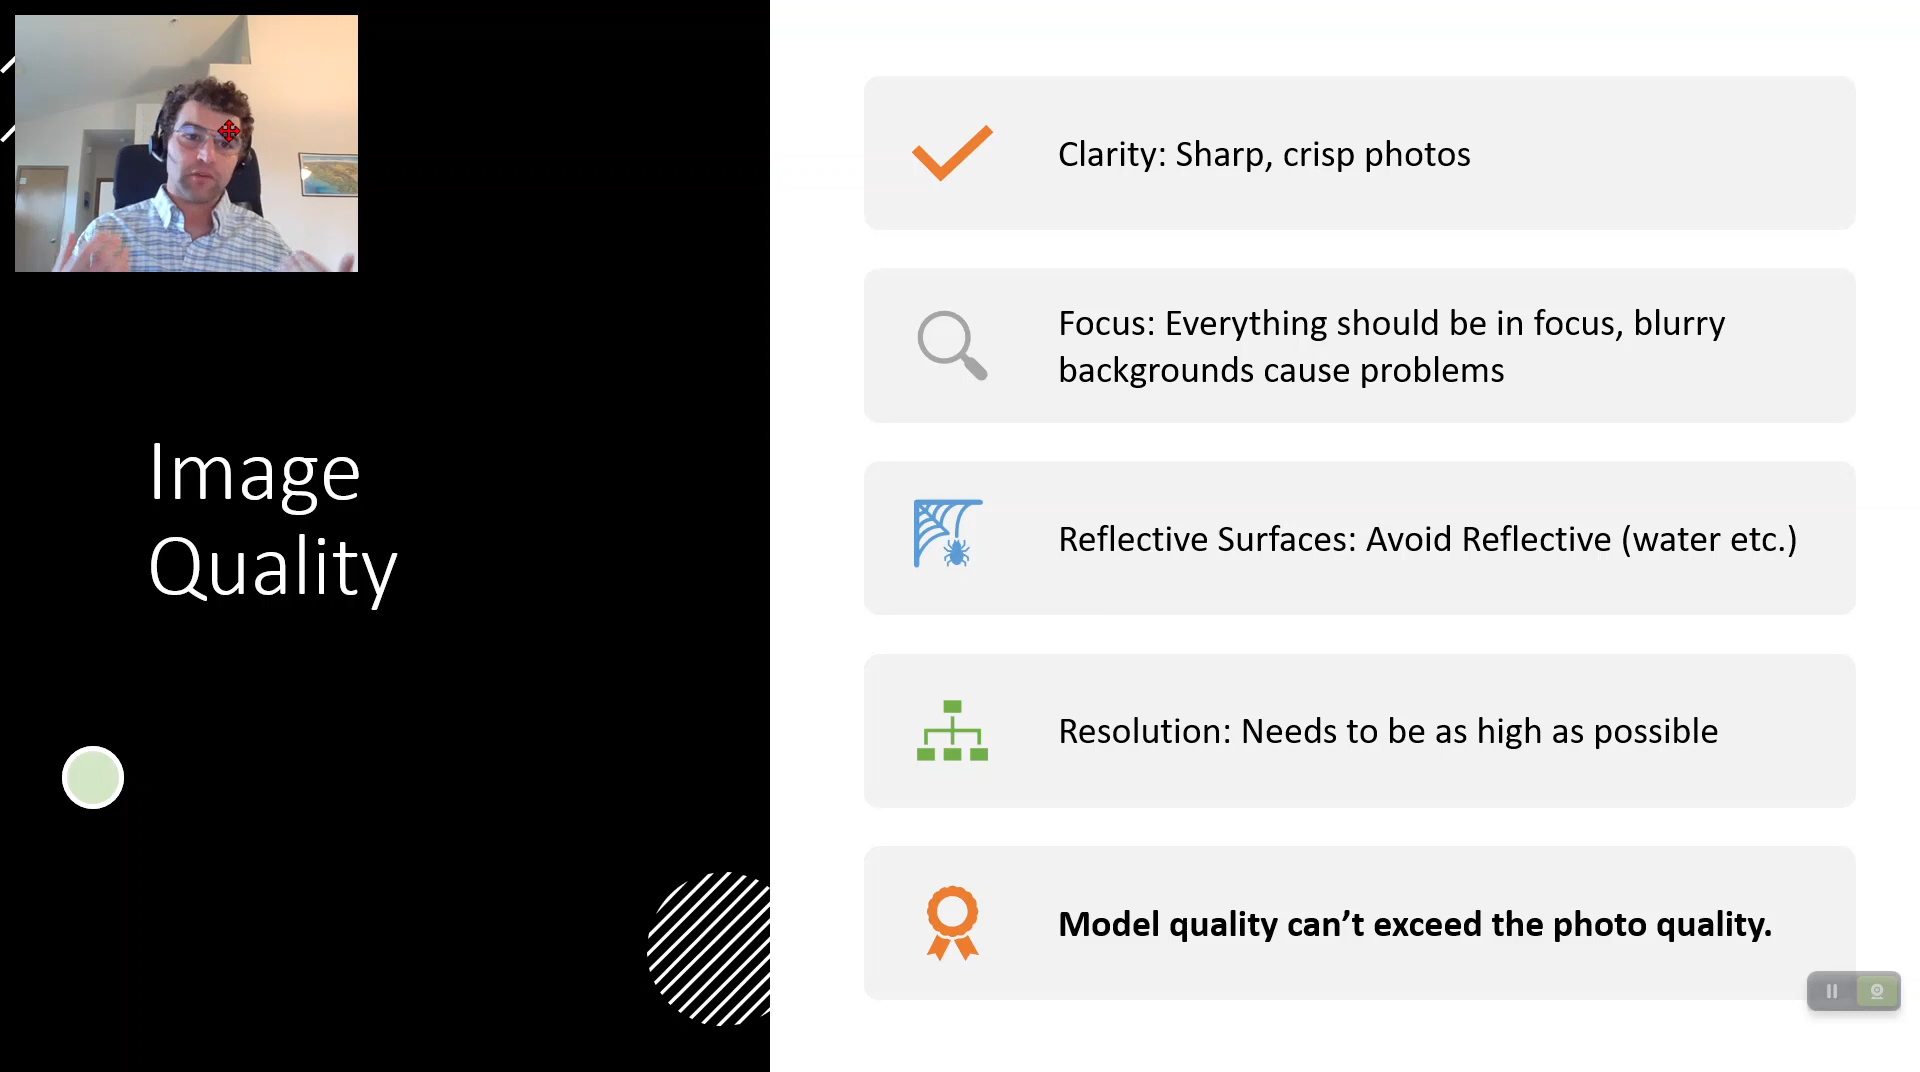 Image
Quality
Clarity: Sharp, crisp photos
Focus: Everything should be in focus, blurry
backgrounds cause problems
Reflective Surfaces: Avoid Reflective (water etc.)
Resolution: Needs to be as high as possible
Model quality can’t exceed the photo quality.